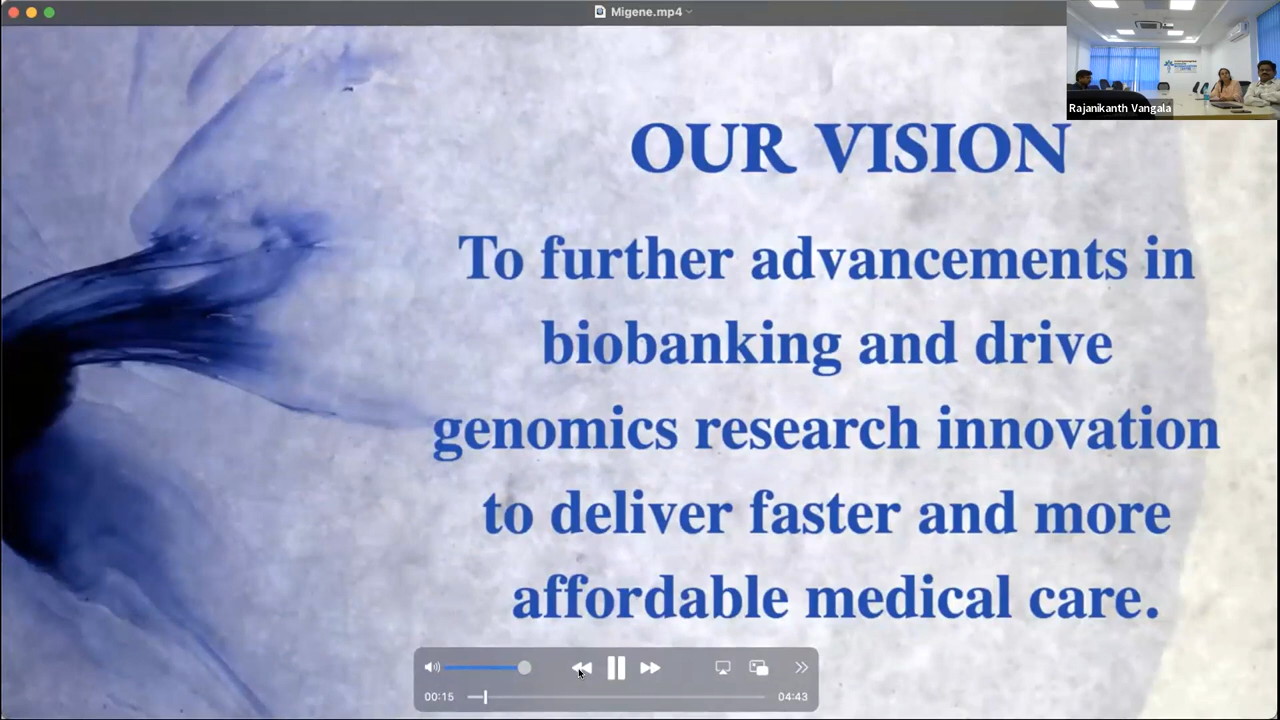 Migene.mp4
Rajanikanth Vangala
OUR VISION
To further advancements in
biobanking and drive
genomics research innovation
to deliver faster and more
affordable medical care.
00:15
04:43